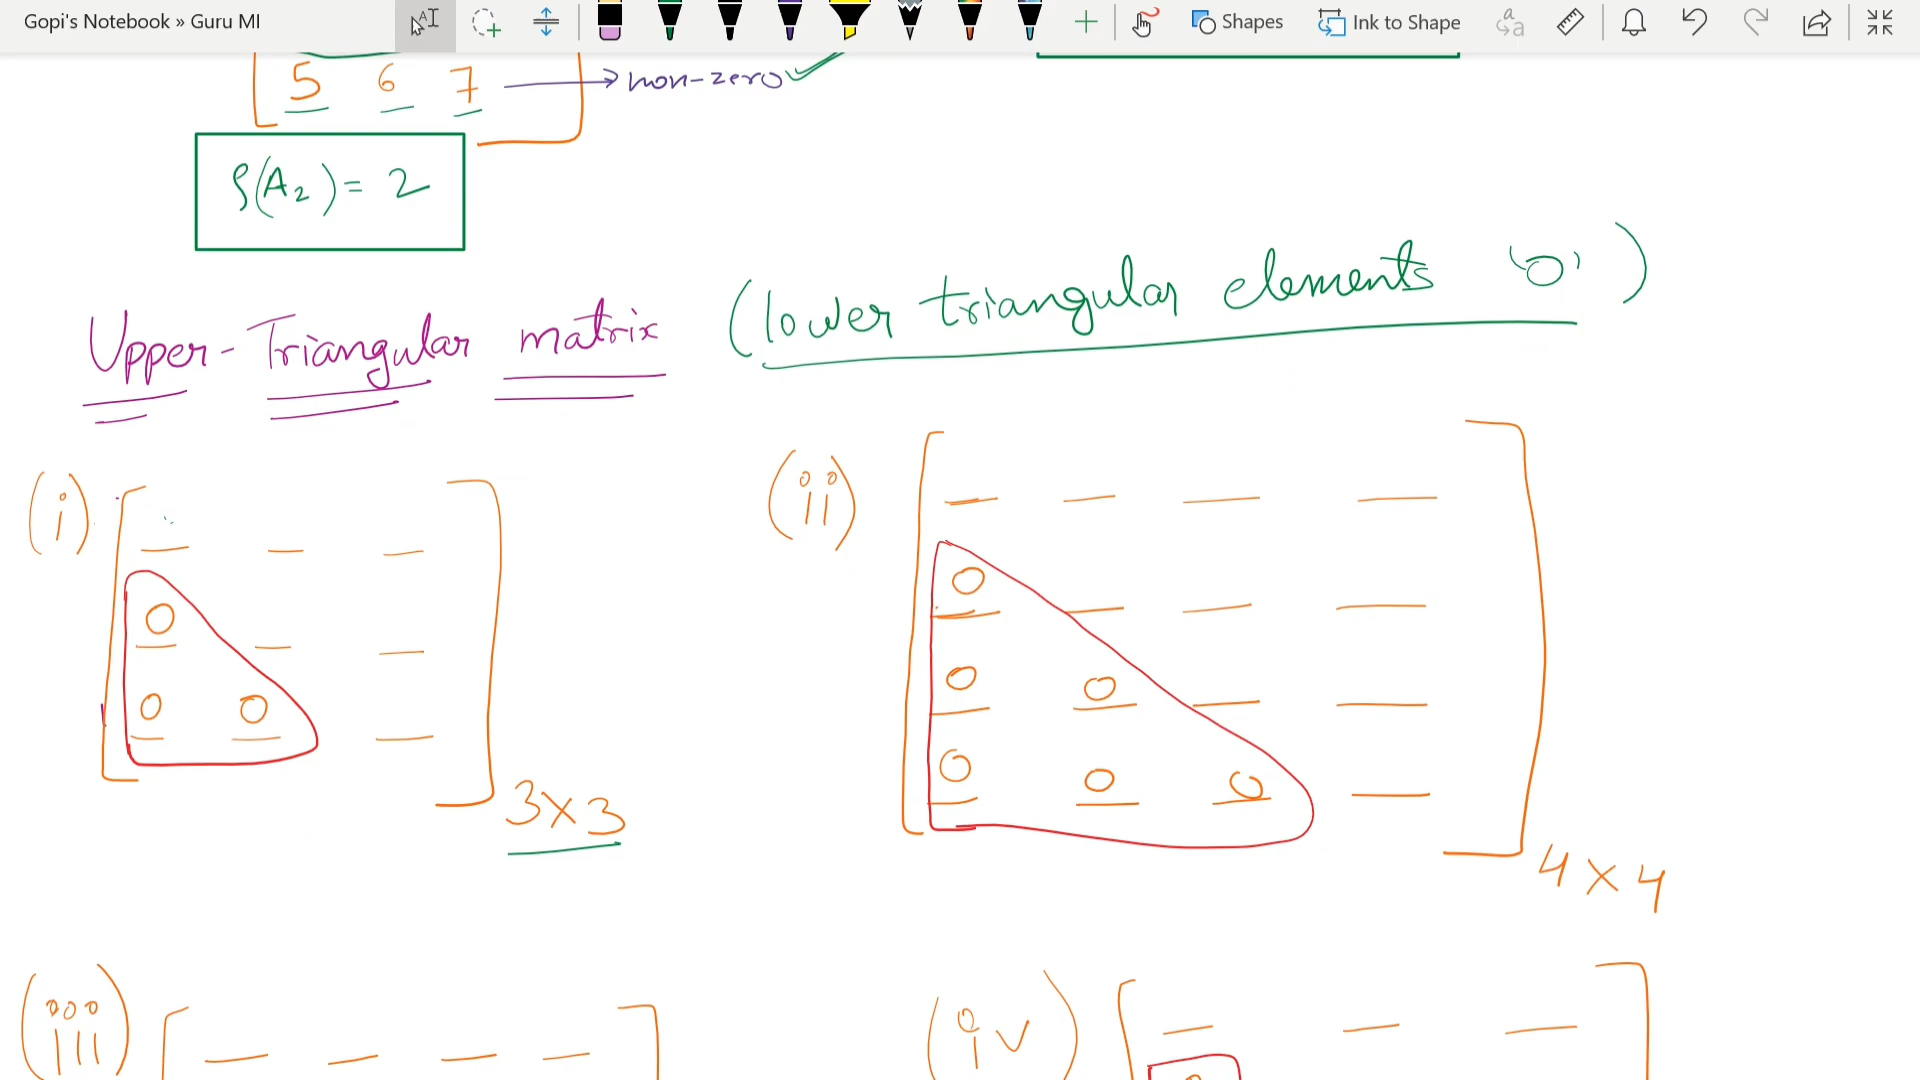 Gopi's Notebook » Guru MI
Shapes
Ink to Shape
5 6 7 → non-zero ✓
ρ(A₂) = 2
Upper-Triangular matrix (lower triangular elements '0')
(i)
(ii)
0
0
0 0
0 0
0 0 0
3×3
4×4
(iii)
(iv)